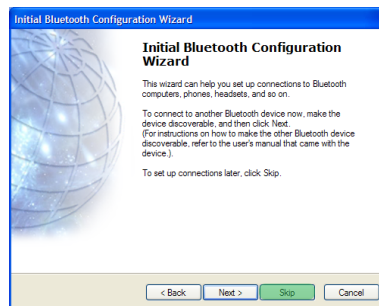 Initial Bluetooth Configuration Wizard
Initial Bluetooth Configuration
Wizard
This wizard can help you set up connections to Bluetooth
computers, phones, headsets, and so on.
To connect to another Bluetooth device now, make the
device discoverable, and then click Next.
(For instructions on how to make the other Bluetooth device
discoverable, refer to the user's manual that came with the
device.).
To set up connections later, click Skip.
< Back Next > Skip Cancel